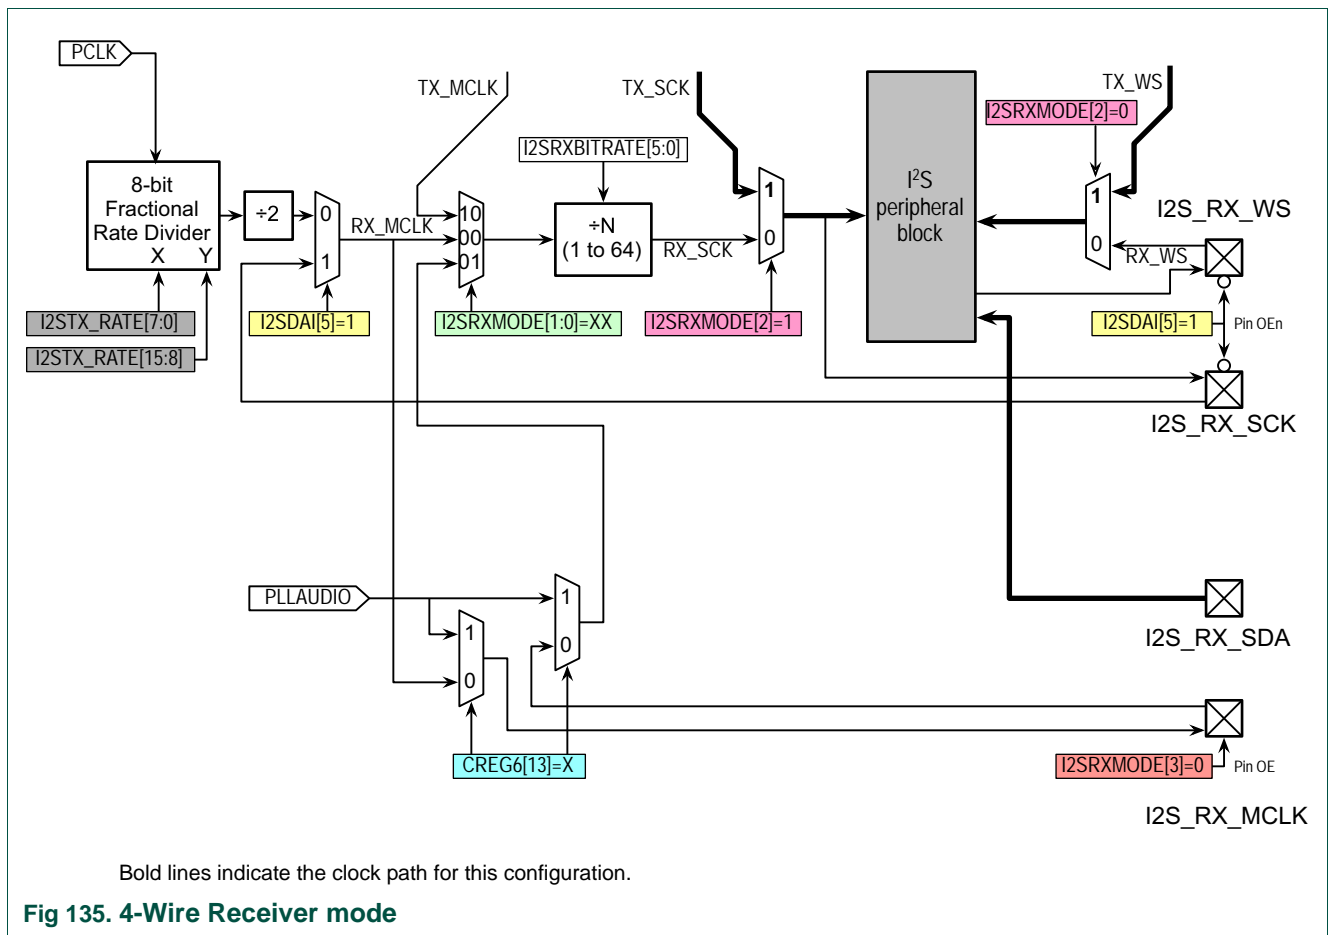 PCLK
TX_MCLK
TX_SCK
TX_WS
I2SRXMODE[2]=0
I2SRXBITRATE[5:0]
8-bit
Fractional
Rate Divider
X Y
÷2
0
1
RX_MCLK
10
00
01
÷N
(1 to 64)
RX_SCK
1
0
I²S
peripheral
block
1
0
RX_WS
I2S_RX_WS
I2STX_RATE[7:0]
I2SDAI[5]=1
I2SRXMODE[1:0]=XX
I2SRXMODE[2]=1
I2SDAI[5]=1
Pin OEn
I2STX_RATE[15:8]
I2S_RX_SCK
PLLAUDIO
1
0
1
0
I2S_RX_SDA
CREG6[13]=X
I2SRXMODE[3]=0
Pin OE
I2S_RX_MCLK
Bold lines indicate the clock path for this configuration.
Fig 135. 4-Wire Receiver mode